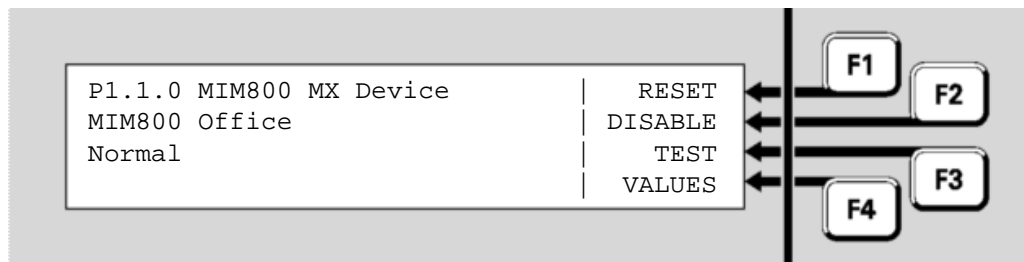 P1.1.0 MIM800 MX Device | RESET
MIM800 Office | DISABLE
Normal | TEST
| VALUES
F1
F2
F3
F4